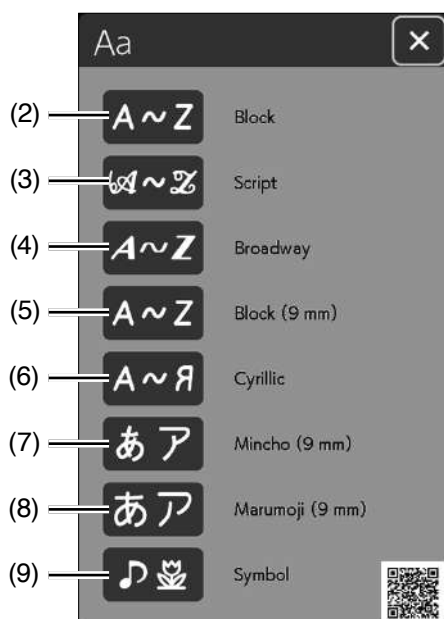 Aa ×
(2) A ~ Z Block
(3) A ~ Z Script
(4) A ~ Z Broadway
(5) A ~ Z Block (9 mm)
(6) А ~ Я Cyrillic
(7) あ ア Mincho (9 mm)
(8) あ ア Marumoji (9 mm)
(9) ♪ Symbol